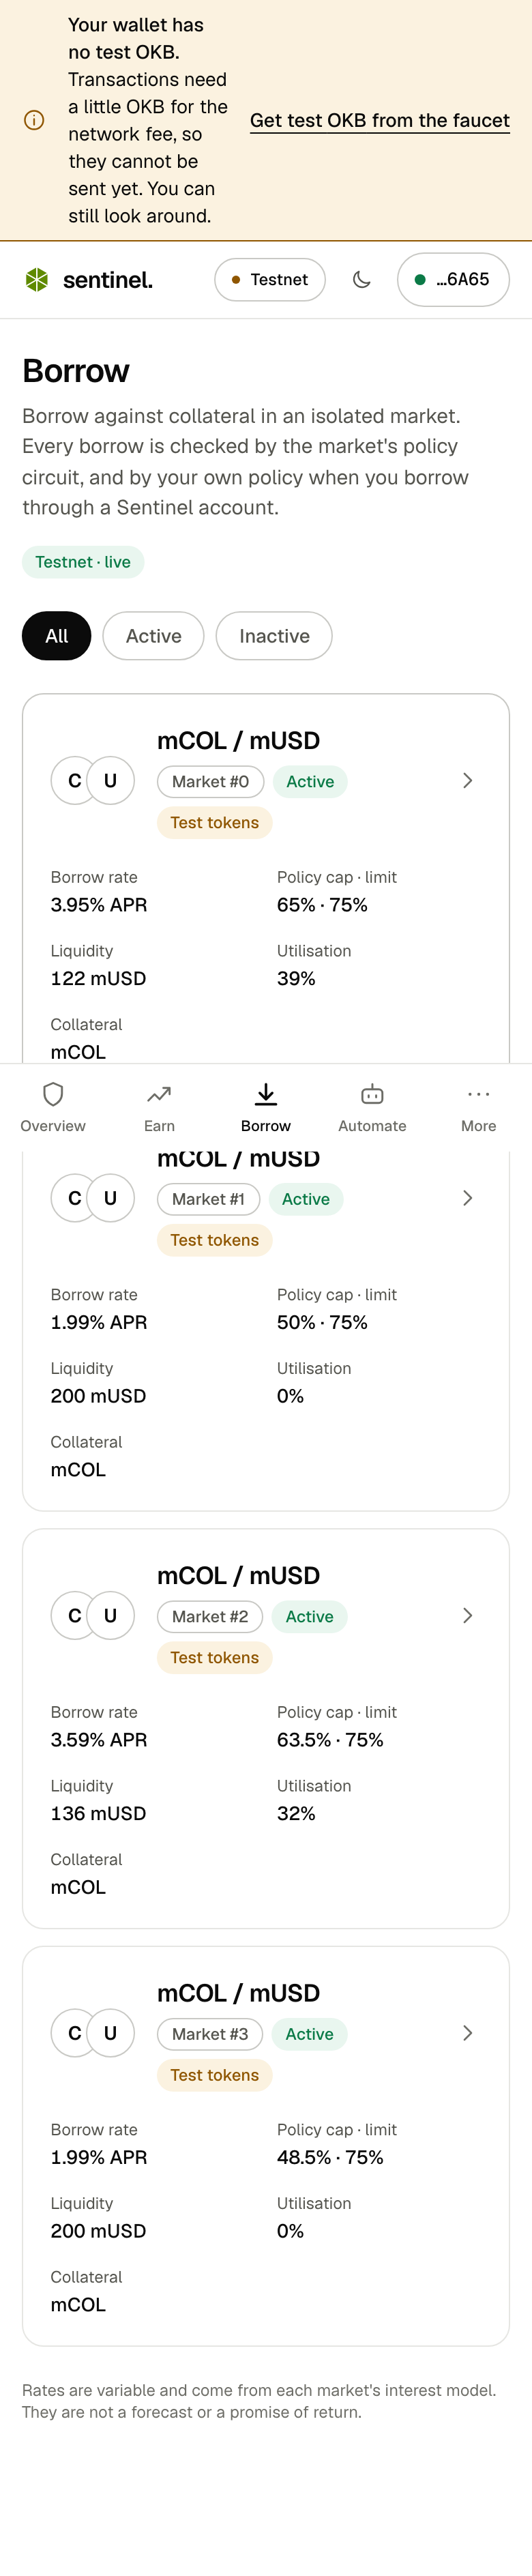 Your wallet has
no test OKB.
Transactions need
a little OKB for the
network fee, so
they cannot be
sent yet. You can
still look around.
Get test OKB from the faucet
sentinel.
Testnet
...6A65
Borrow
Borrow against collateral in an isolated market.
Every borrow is checked by the market's policy
circuit, and by your own policy when you borrow
through a Sentinel account.
Testnet · live
All
Active
Inactive
C U
mCOL / mUSD
Market #0
Active
Test tokens
Borrow rate
3.95% APR
Policy cap · limit
65% · 75%
Liquidity
122 mUSD
Utilisation
39%
Collateral
mCOL
Overview
Earn
Borrow
Automate
More
C U
mCOL / mUSD
Market #1
Active
Test tokens
Borrow rate
1.99% APR
Policy cap · limit
50% · 75%
Liquidity
200 mUSD
Utilisation
0%
Collateral
mCOL
C U
mCOL / mUSD
Market #2
Active
Test tokens
Borrow rate
3.59% APR
Policy cap · limit
63.5% · 75%
Liquidity
136 mUSD
Utilisation
32%
Collateral
mCOL
C U
mCOL / mUSD
Market #3
Active
Test tokens
Borrow rate
1.99% APR
Policy cap · limit
48.5% · 75%
Liquidity
200 mUSD
Utilisation
0%
Collateral
mCOL
Rates are variable and come from each market's interest model.
They are not a forecast or a promise of return.